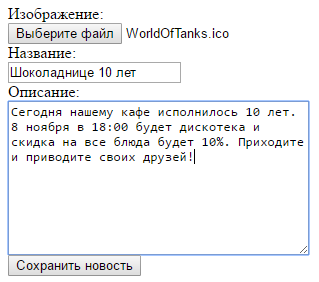 Изображение:
Выберите файл WorldOfTanks.ico
Название:
Шоколаднице 10 лет
Описание:
Сегодня нашему кафе исполнилось 10 лет.
8 ноября в 18:00 будет дискотека и
скидка на все блюда будет 10%. Приходите
и приводите своих друзей!
Сохранить новость